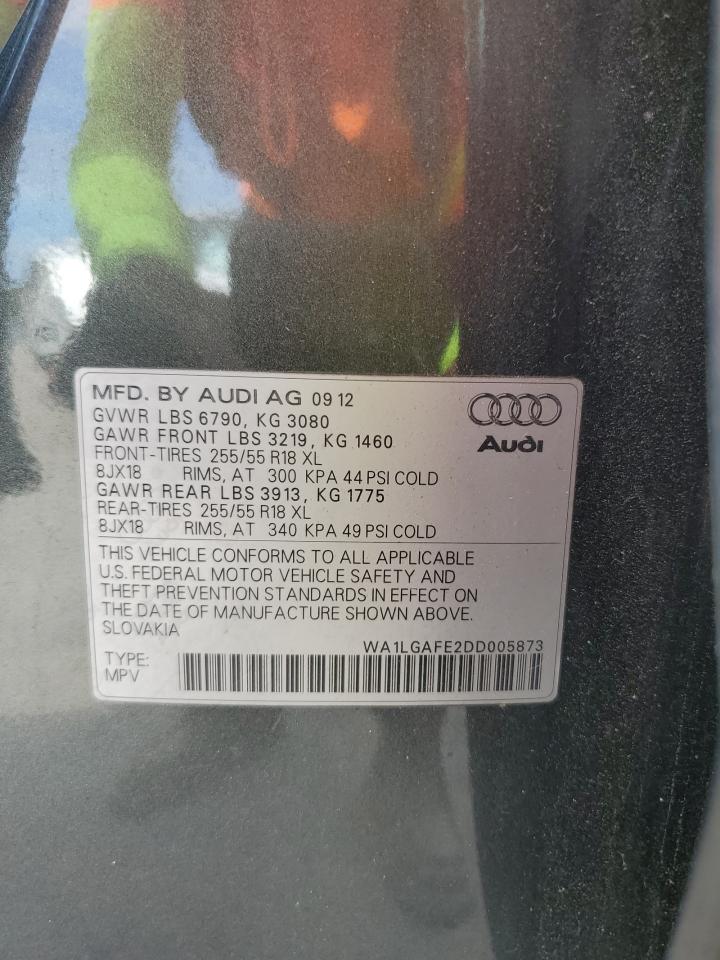 MFD. BY AUDI AG 09 12
GVWR LBS 6790, KG 3080
GAWR FRONT LBS 3219, KG 1460
FRONT-TIRES 255/55 R18 XL
8JX18 RIMS, AT 300 KPA 44 PSI COLD
GAWR REAR LBS 3913, KG 1775
REAR-TIRES 255/55 R18 XL
8JX18 RIMS, AT 340 KPA 49 PSI COLD
Audi
THIS VEHICLE CONFORMS TO ALL APPLICABLE
U.S. FEDERAL MOTOR VEHICLE SAFETY AND
THEFT PREVENTION STANDARDS IN EFFECT ON
THE DATE OF MANUFACTURE SHOWN ABOVE.
SLOVAKIA
WA1LGAFE2DD005873
TYPE:
MPV